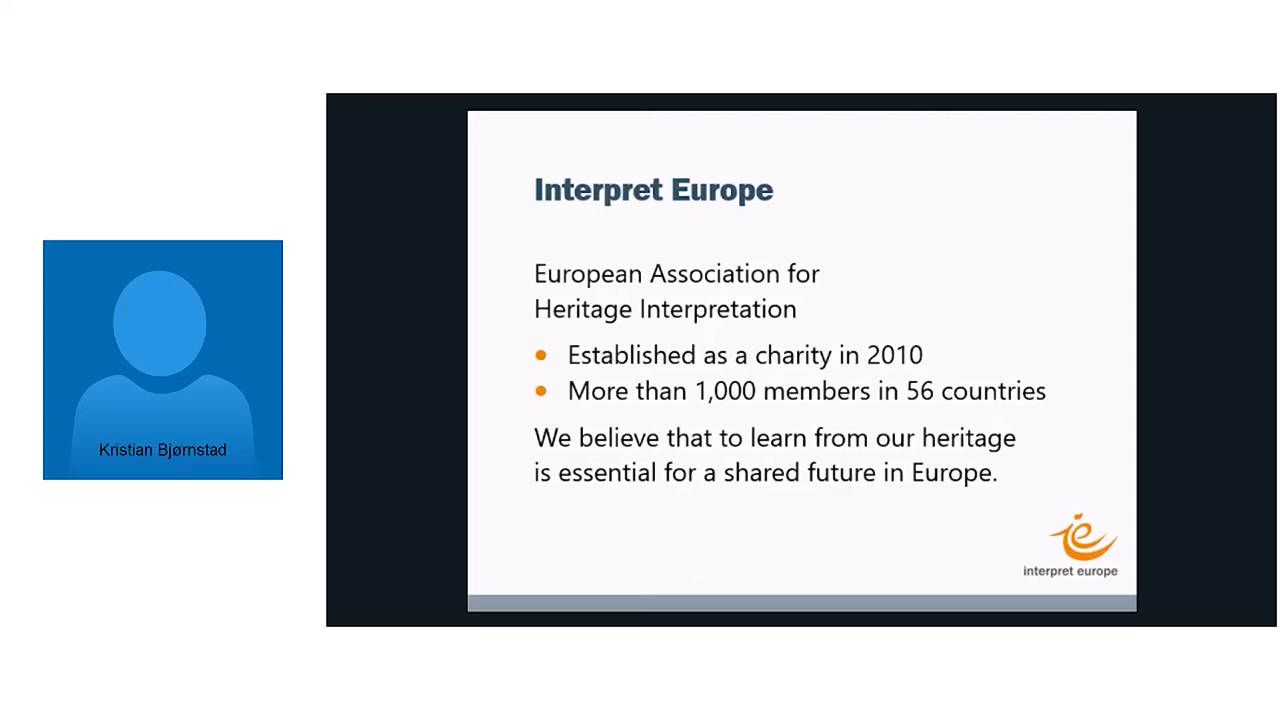 Kristian Bjørnstad
Interpret Europe
European Association for
Heritage Interpretation
• Established as a charity in 2010
• More than 1,000 members in 56 countries
We believe that to learn from our heritage
is essential for a shared future in Europe.
ie
interpret europe